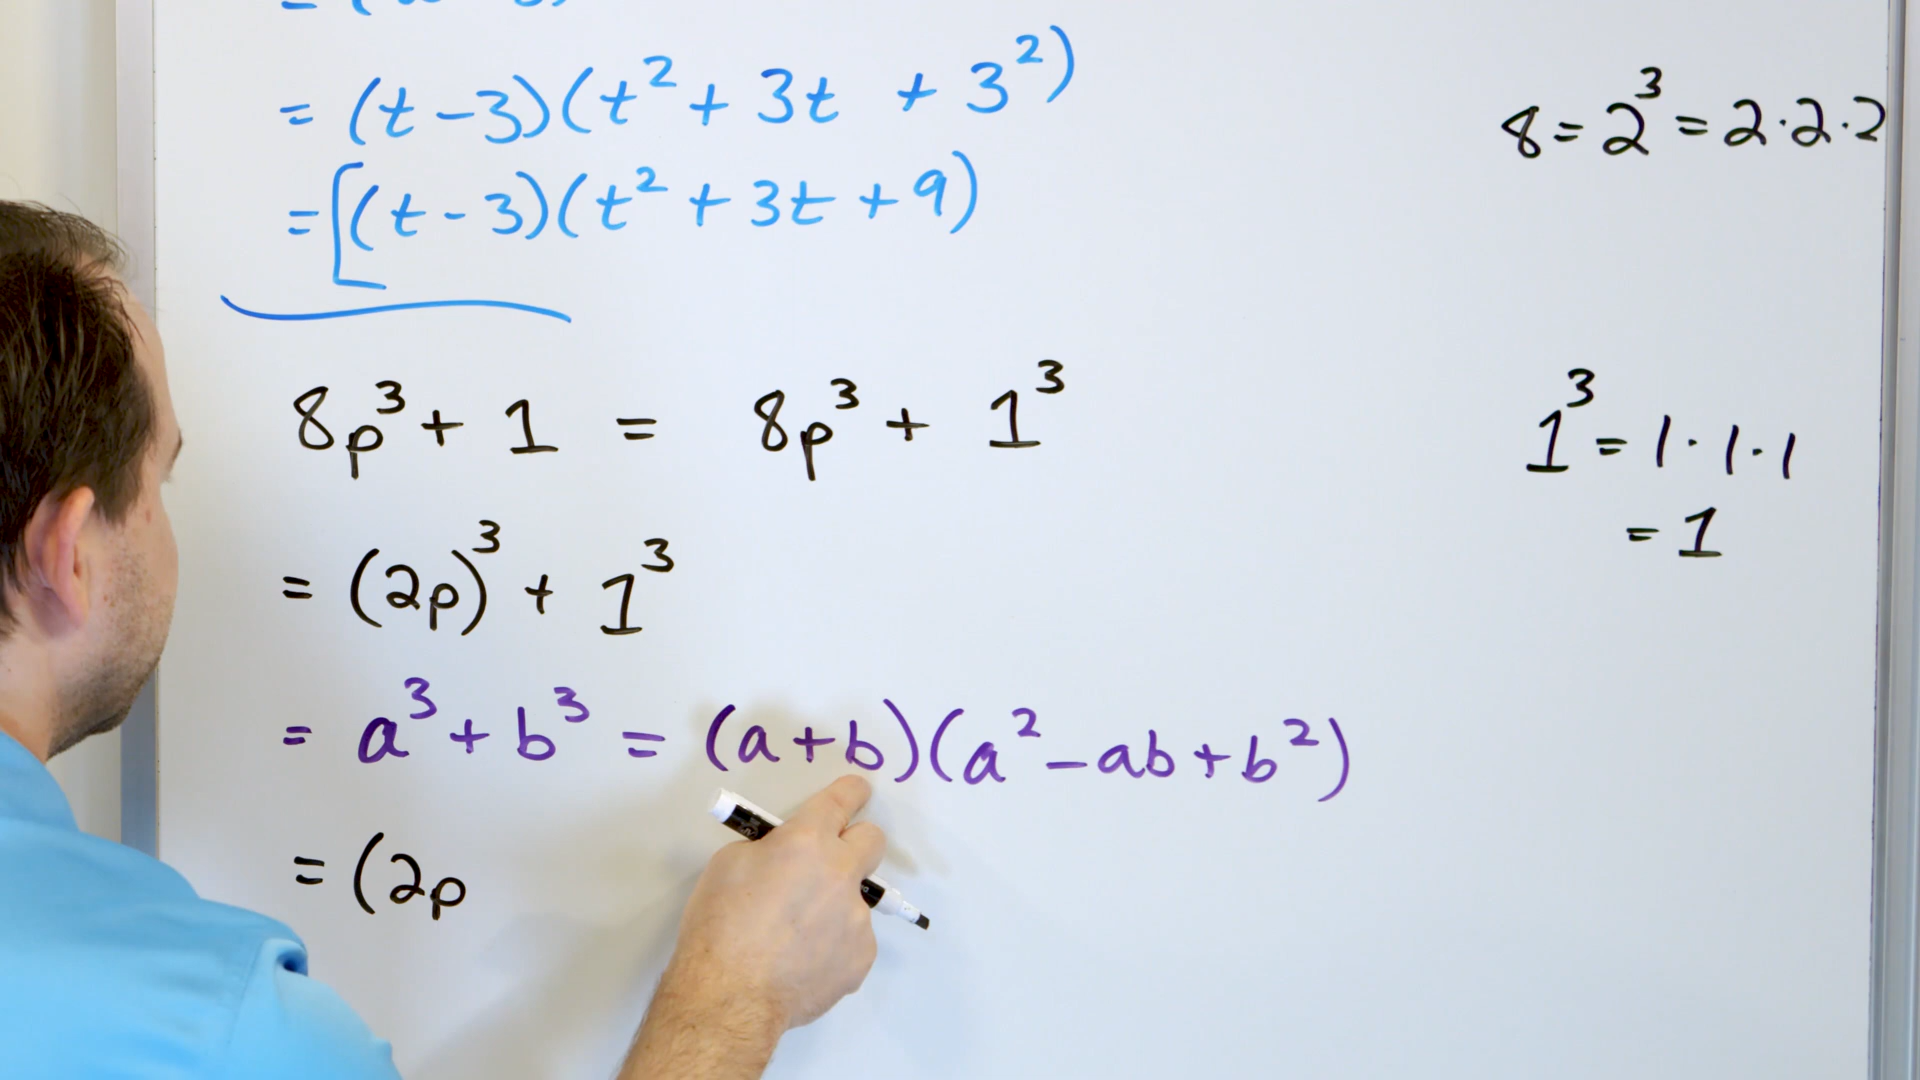 = (t - 3)(t² + 3t + 3²)
= [(t - 3)(t² + 3t + 9)
8 = 2³ = 2·2·2
8p³ + 1 = 8p³ + 1³
1³ = 1·1·1
= 1
= (2p)³ + 1³
= a³ + b³ = (a+b)(a² - ab + b²)
= (2p